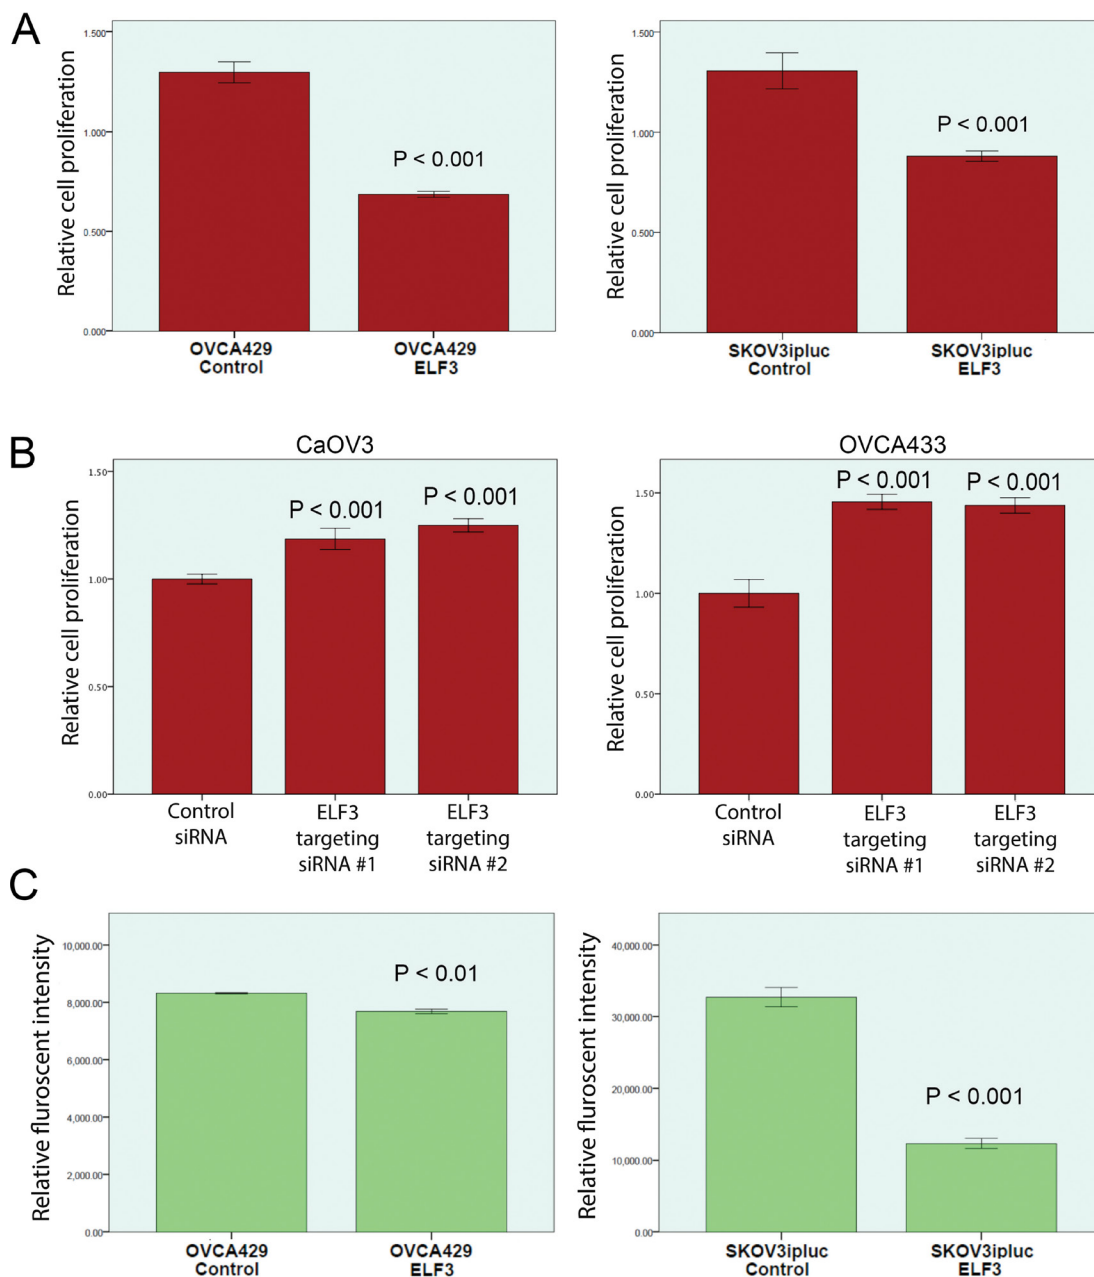 A
Relative cell proliferation
1.500
1.000
0.500
0.000
P < 0.001
OVCA429
Control
OVCA429
ELF3
Relative cell proliferation
1.500
1.000
0.500
0.000
P < 0.001
SKOV3ipluc
Control
SKOV3ipluc
ELF3
B
CaOV3
Relative cell proliferation
1.50
1.00
0.50
0.00
P < 0.001
P < 0.001
Control
siRNA
ELF3
targeting
siRNA #1
ELF3
targeting
siRNA #2
OVCA433
Relative cell proliferation
1.50
1.00
0.50
0.00
P < 0.001
P < 0.001
Control
siRNA
ELF3
targeting
siRNA #1
ELF3
targeting
siRNA #2
C
Relative fluroscent intensity
10,000.00
8,000.00
6,000.00
4,000.00
2,000.00
0.00
P < 0.01
OVCA429
Control
OVCA429
ELF3
Relative fluroscent intensity
40,000.00
30,000.00
20,000.00
10,000.00
0.00
P < 0.001
SKOV3ipluc
Control
SKOV3ipluc
ELF3